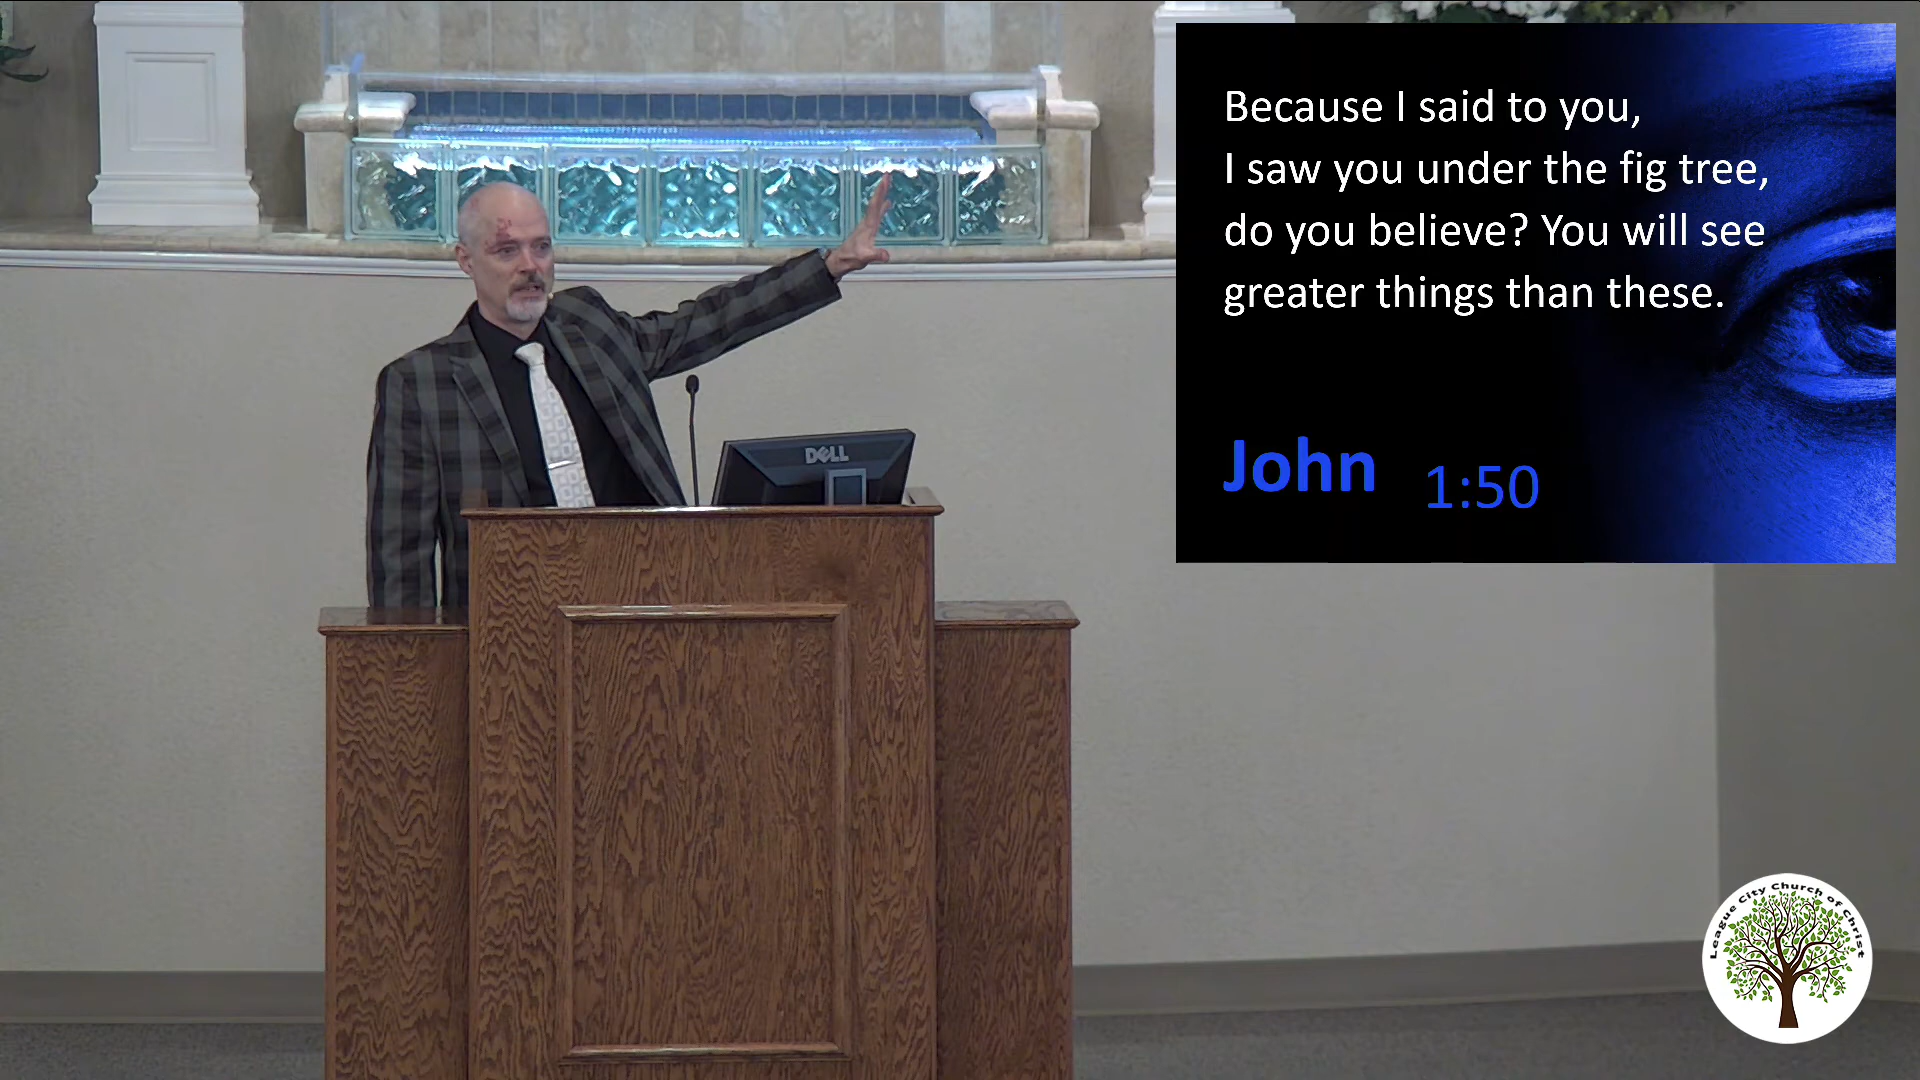 Because I said to you,
I saw you under the fig tree,
do you believe? You will see
greater things than these.
John 1:50
DELL
League City Church of Christ